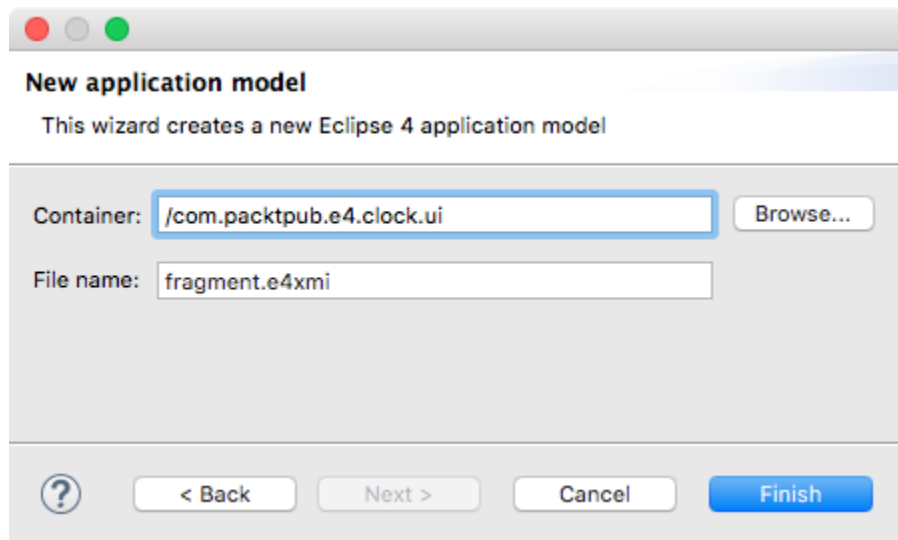 New application model
This wizard creates a new Eclipse 4 application model
Container: /com.packtpub.e4.clock.ui Browse...
File name: fragment.e4xmi
? < Back Next > Cancel Finish